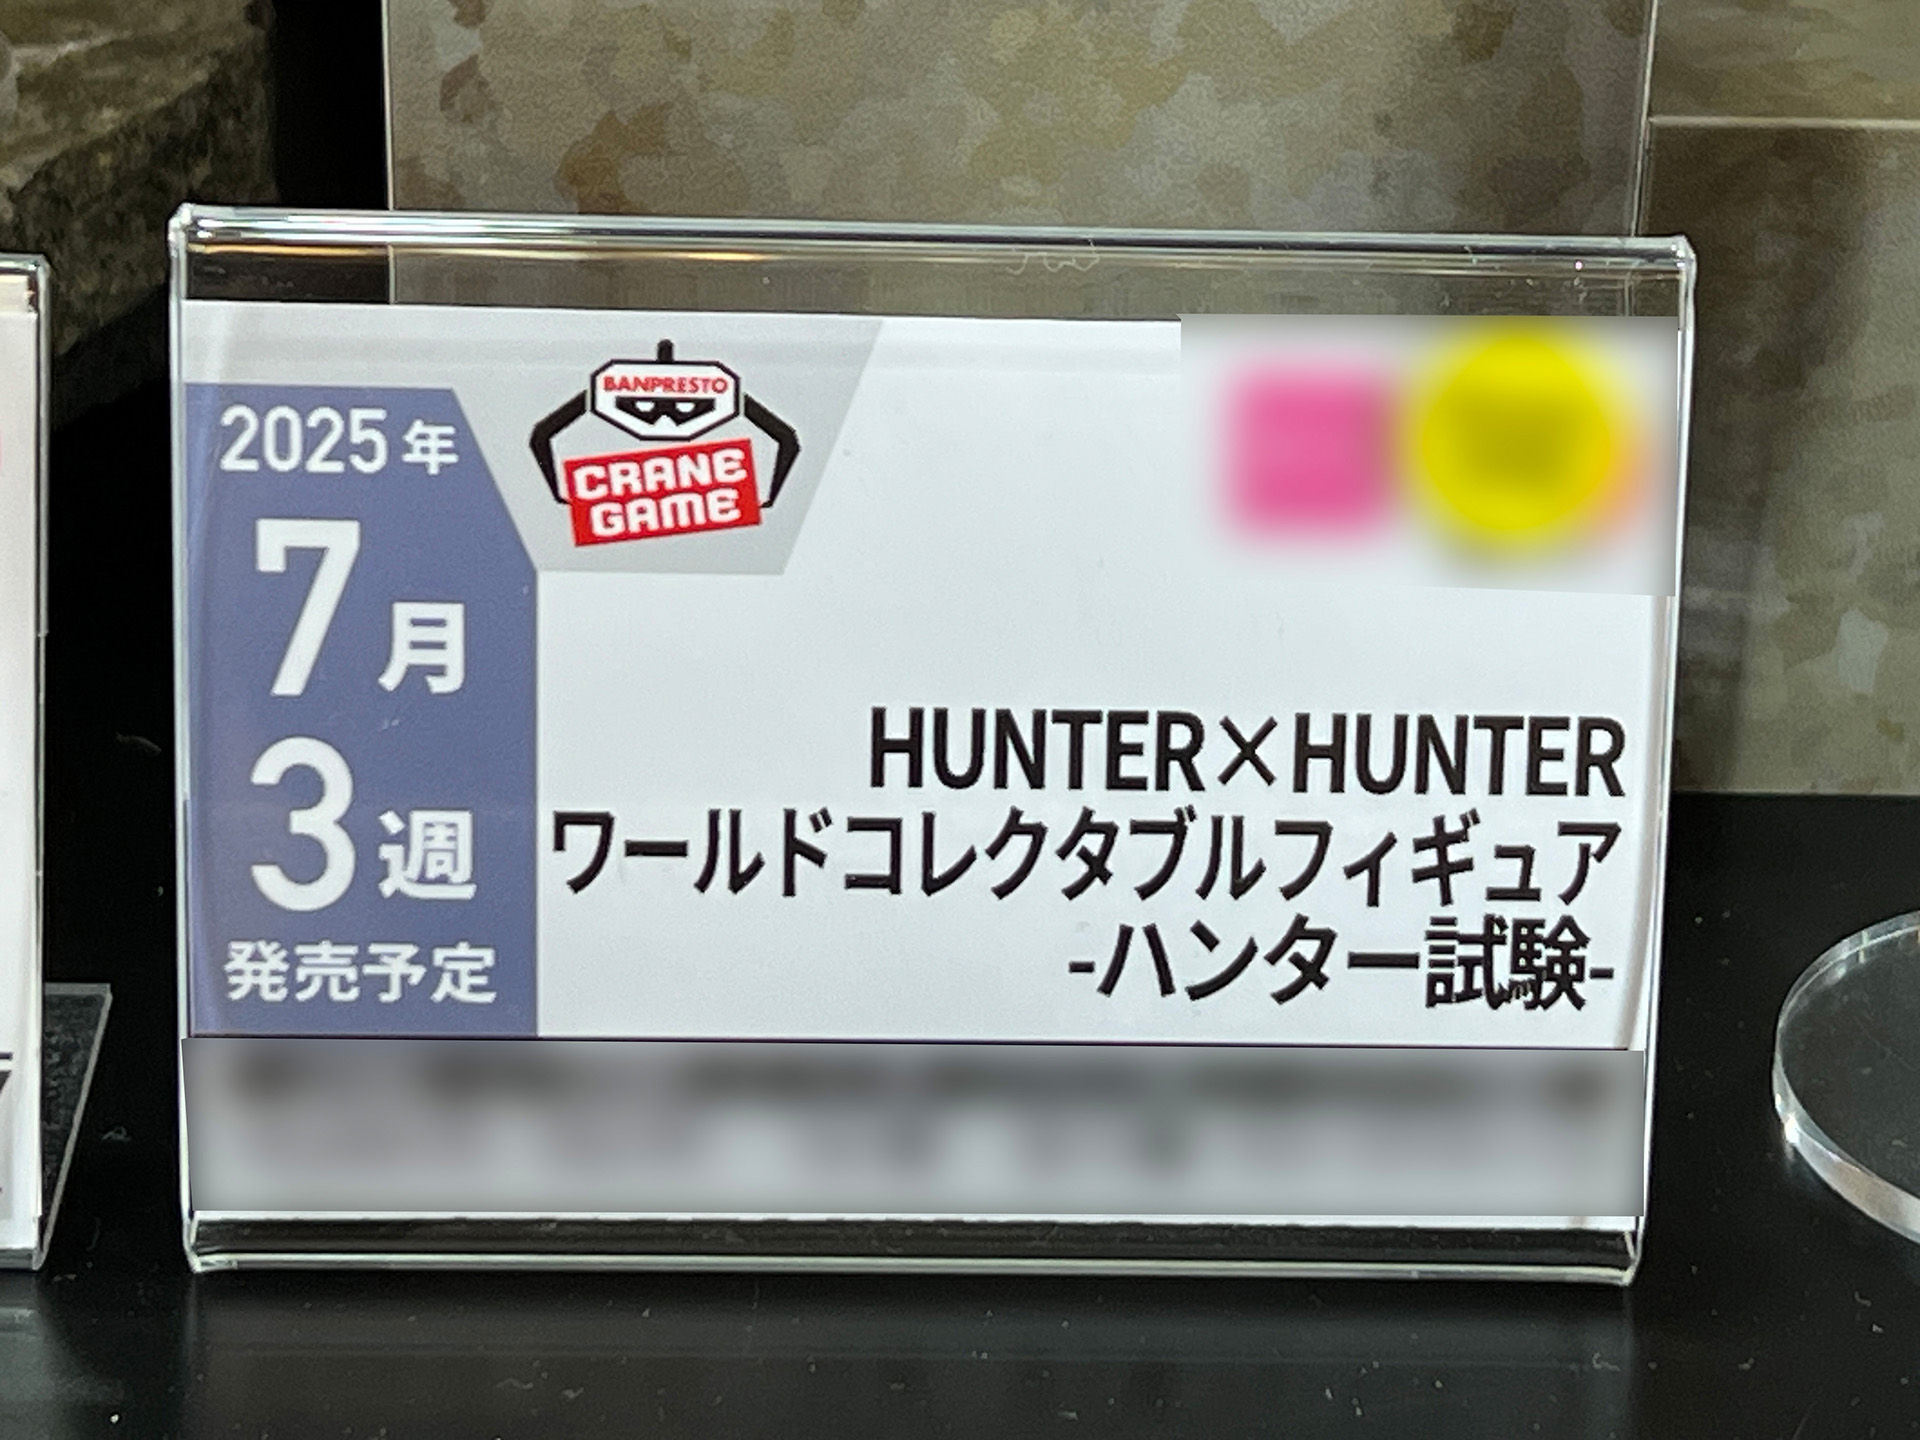 2025年
7月
3週
発売予定
BANPRESTO
CRANE
GAME
HUNTER×HUNTER
ワールドコレクタブルフィギュア
-ハンター試験-